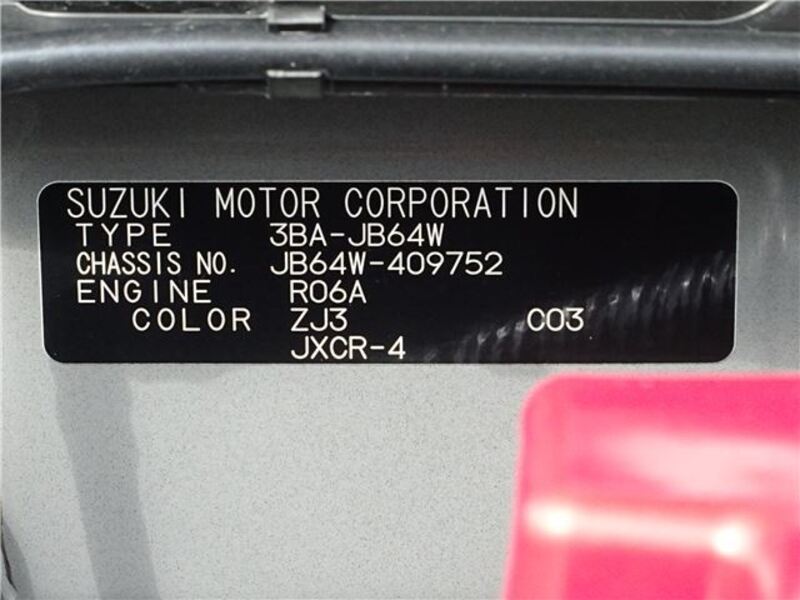 SUZUKI MOTOR CORPORATION
TYPE 3BA-JB64W
CHASSIS NO. JB64W-409752
ENGINE R06A
COLOR ZJ3 C03
JXCR-4